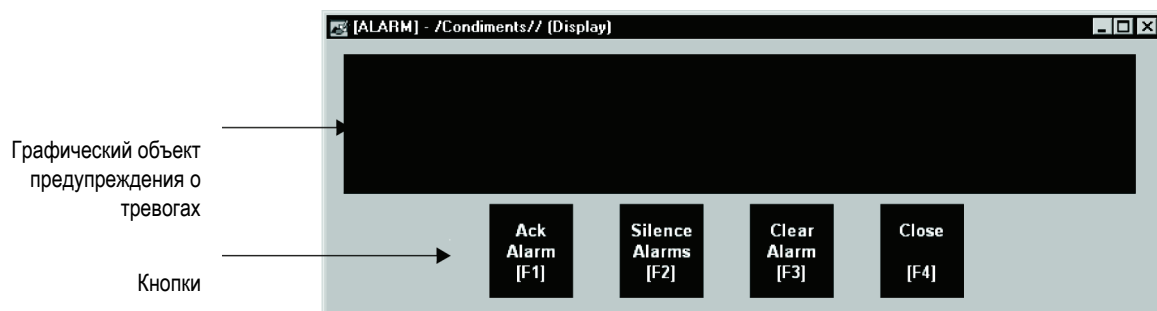 [ALARM] - /Condiments// (Display)
Графический объект
предупреждения о
тревогах
Кнопки
Ack
Alarm
[F1]
Silence
Alarms
[F2]
Clear
Alarm
[F3]
Close
[F4]